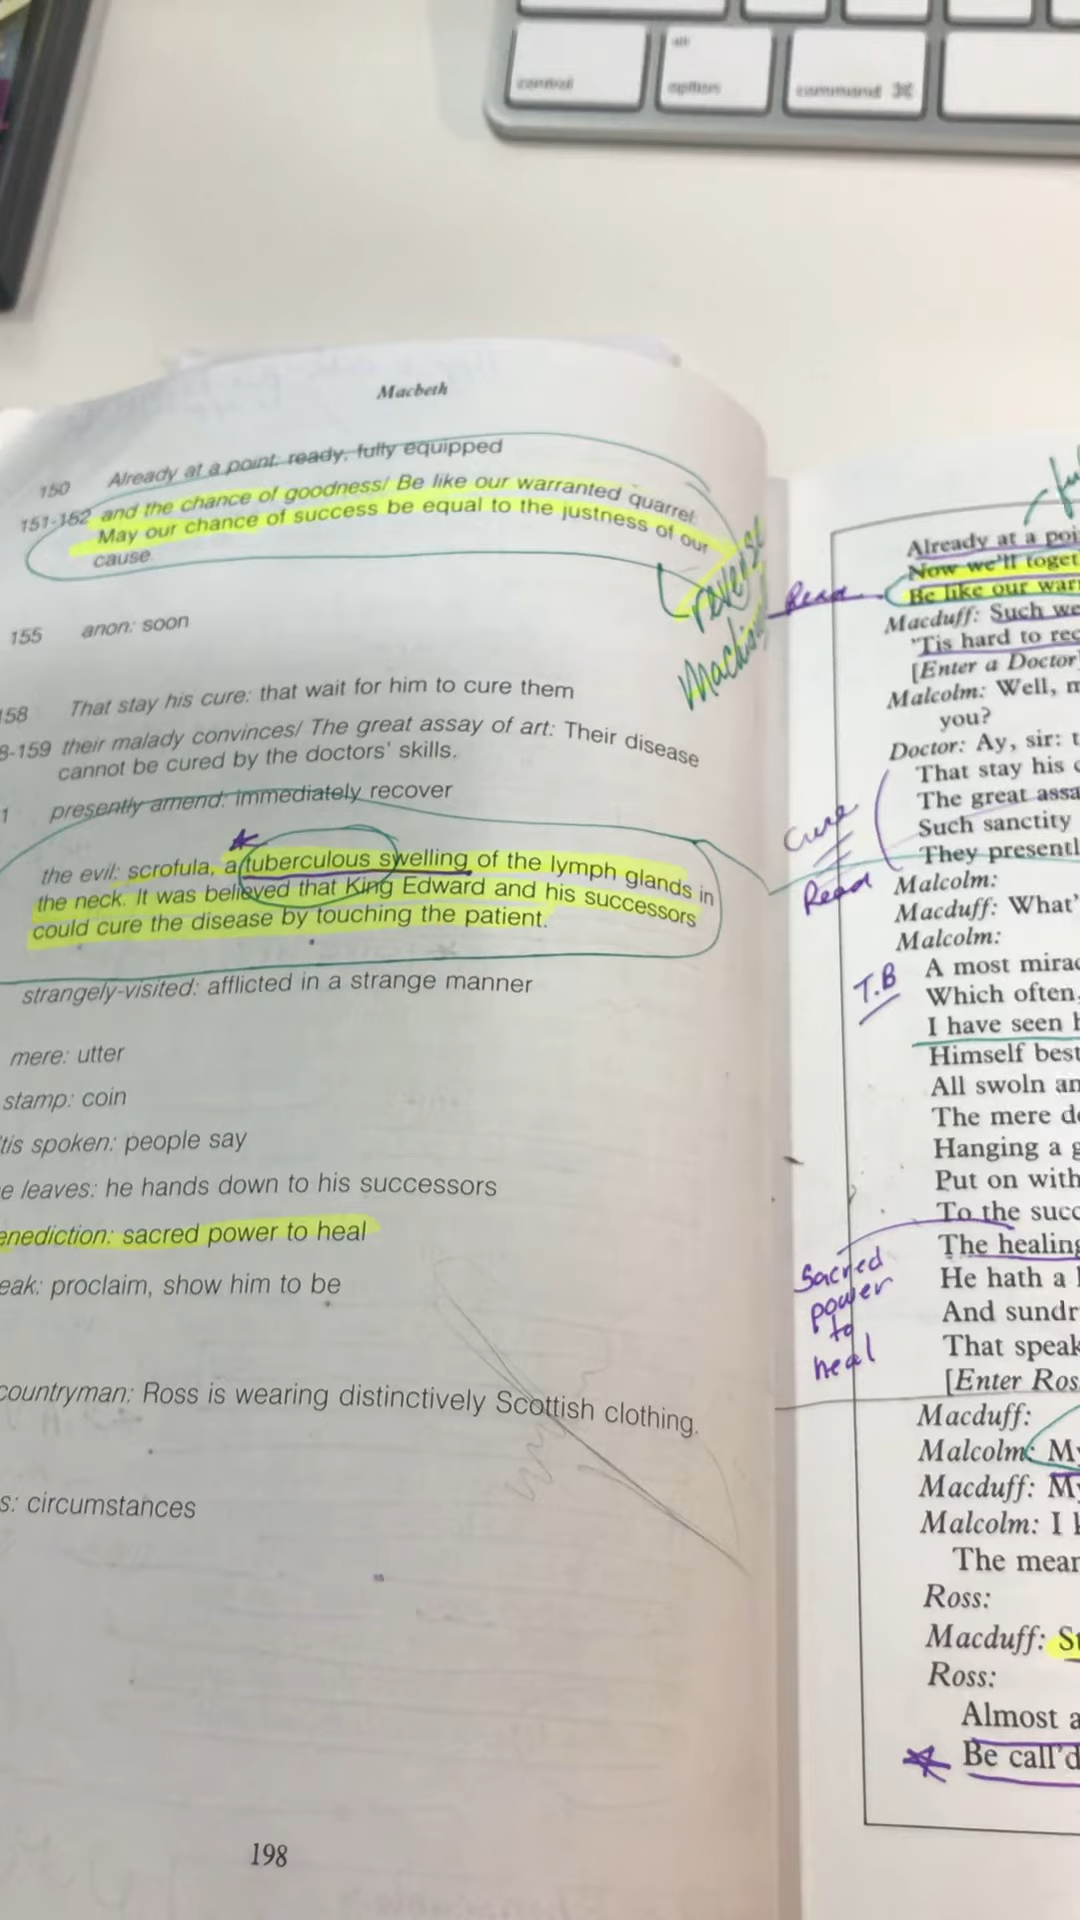 control
alt
option
command ⌘
Macbeth
150 Already at a point: ready, fully equipped
151-152 and the chance of goodness/ Be like our warranted quarrel:
May our chance of success be equal to the justness of our
cause.
reverse
155 anon: soon
158 That stay his cure: that wait for him to cure them
8-159 their malady convinces/ The great assay of art: Their disease
cannot be cured by the doctors' skills.
1 presently amend: immediately recover
the evil: scrofula, a tuberculous swelling of the lymph glands in
the neck. It was believed that King Edward and his successors
could cure the disease by touching the patient.
strangely-visited: afflicted in a strange manner
mere: utter
stamp: coin
'tis spoken: people say
e leaves: he hands down to his successors
enediction: sacred power to heal
eak: proclaim, show him to be
countryman: Ross is wearing distinctively Scottish clothing.
s: circumstances
198
Already at a poi
Now we'll toget
Read
Be like our warr
Macduff: Such we
'Tis hard to rec
[Enter a Doctor]
Malcolm: Well, m
you?
Doctor: Ay, sir: t
That stay his c
The great assa
Cure
Such sanctity
They presentl
Read
Malcolm:
Macduff: What'
Malcolm:
T.B
A most mirac
Which often,
I have seen h
Himself best
All swoln an
The mere de
Hanging a g
Put on with
To the succ
The healing
Sacred
power
to
heal
He hath a
And sundr
That speak
[Enter Ros
Macduff:
Malcolm: My
Macduff: My
Malcolm: I
The mean
Ross:
Macduff: St
Ross:
Almost a
Be call'd